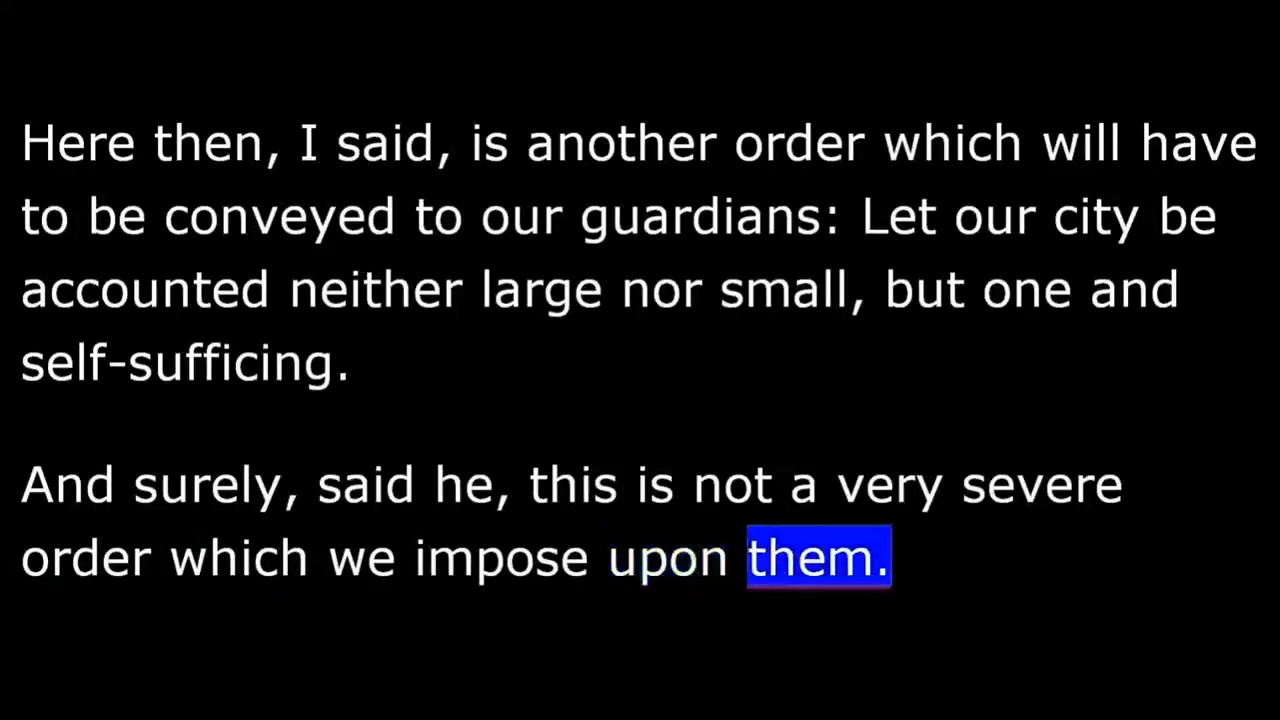 Here then, I said, is another order which will have
to be conveyed to our guardians: Let our city be
accounted neither large nor small, but one and
self-sufficing.
And surely, said he, this is not a very severe
order which we impose upon them.